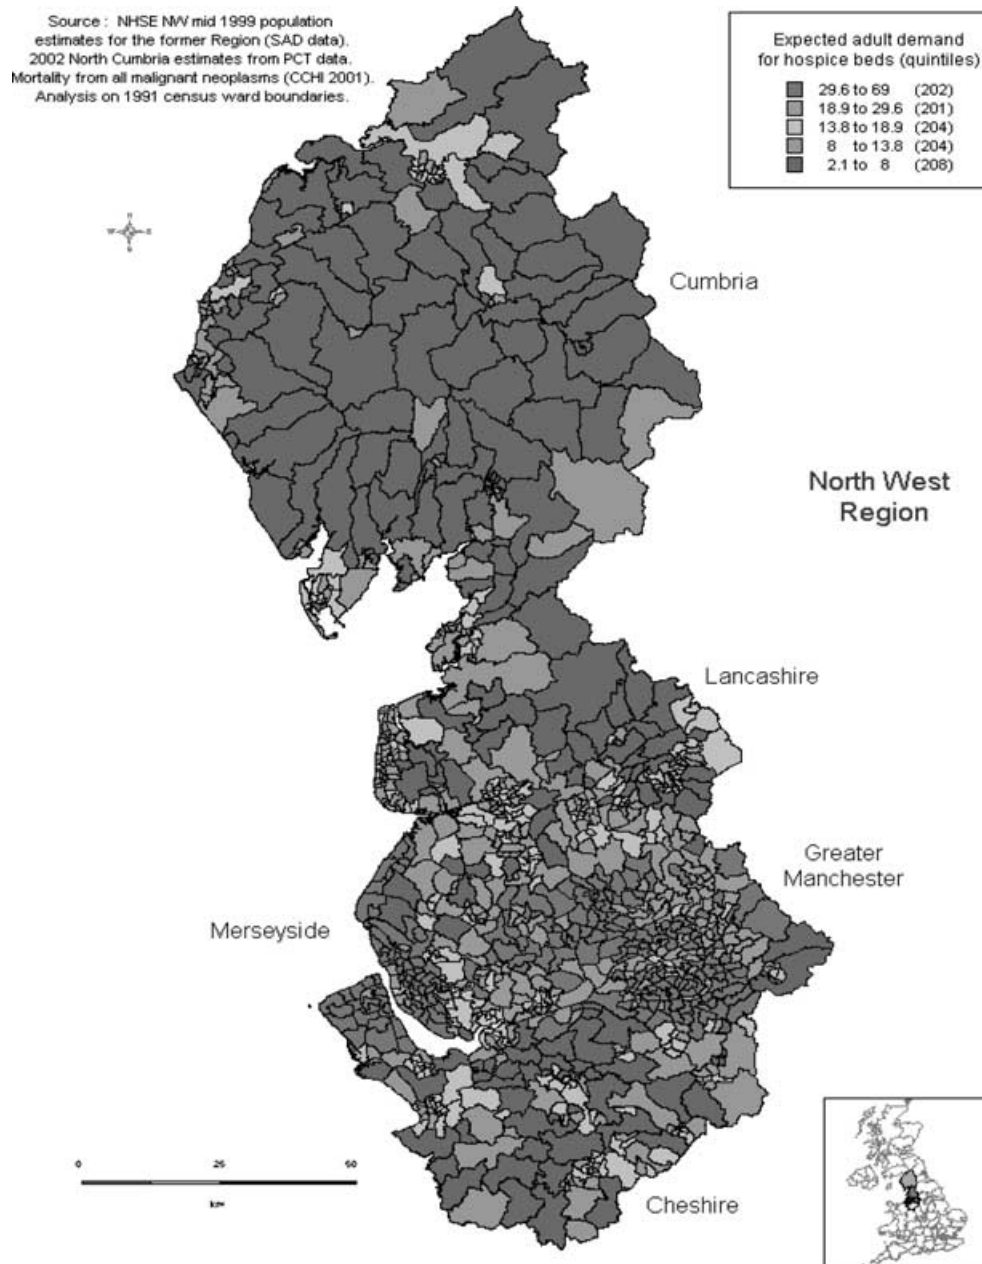 Source : NHSE NW mid 1999 population
estimates for the former Region (SAD data).
2002 North Cumbria estimates from PCT data.
Mortality from all malignant neoplasms (CCHI 2001).
Analysis on 1991 census ward boundaries.
Expected adult demand
for hospice beds (quintiles)
29.6 to 69 (202)
18.9 to 29.6 (201)
13.8 to 18.9 (204)
8 to 13.8 (204)
2.1 to 8 (208)
N
W E
S
Cumbria
North West
Region
Lancashire
Greater
Manchester
Merseyside
Cheshire
0 25 50
km